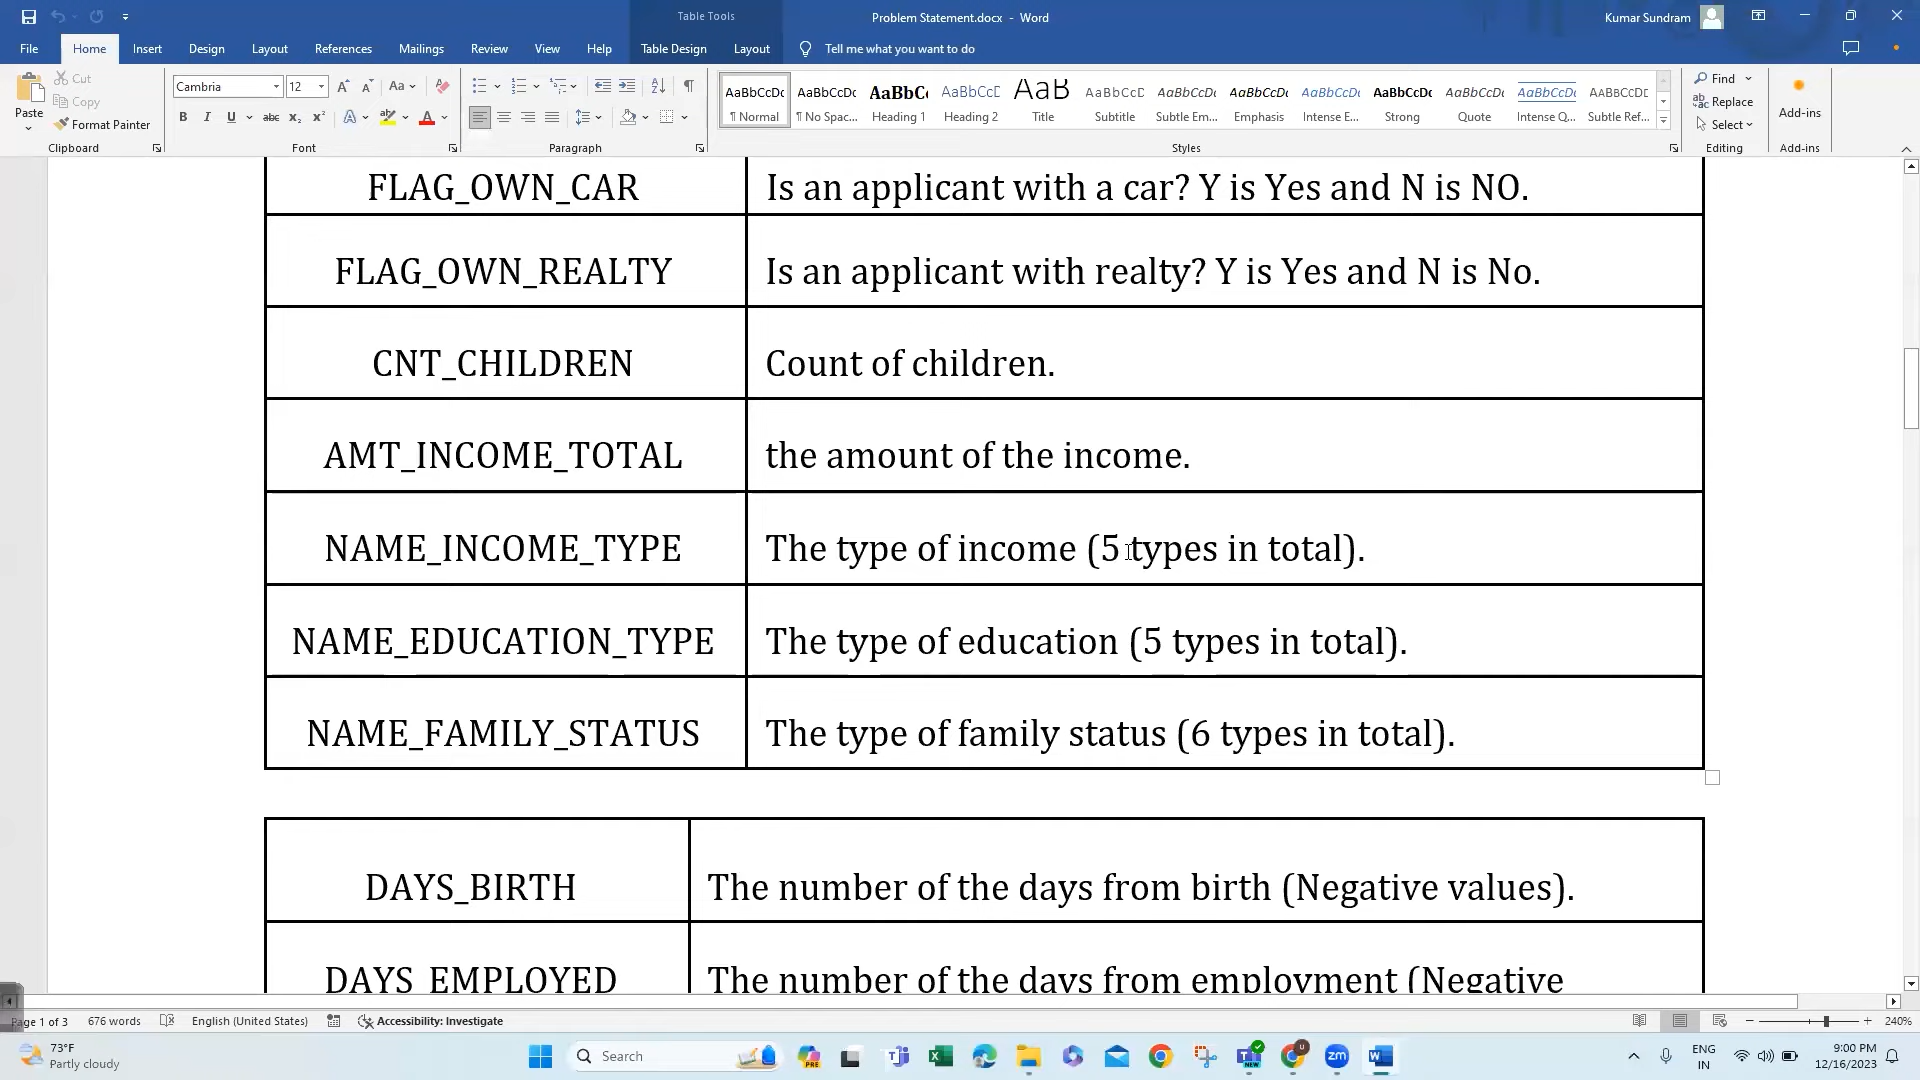 Table Tools
Problem Statement.docx - Word
Kumar Sundram
File Home Insert Design Layout References Mailings Review View Help Table Design Layout Tell me what you want to do
Cut
Copy
Format Painter
Paste
Clipboard
Cambria 12
Font
Paragraph
AaBbCcDc AaBbCcDc AaBbC AaBbCcD AaB AaBbCcD AaBbCcDc AaBbCcDc AaBbCcDc AaBbCcDc AaBbCcDc AaBbCcDc AABBCCDE
¶ Normal ¶ No Spac... Heading 1 Heading 2 Title Subtitle Subtle Em... Emphasis Intense E... Strong Quote Intense Q... Subtle Ref...
Styles
Find
Replace
Select
Editing
Add-ins
Add-ins
FLAG_OWN_CAR Is an applicant with a car? Y is Yes and N is NO.
FLAG_OWN_REALTY Is an applicant with realty? Y is Yes and N is No.
CNT_CHILDREN Count of children.
AMT_INCOME_TOTAL the amount of the income.
NAME_INCOME_TYPE The type of income (5 types in total).
NAME_EDUCATION_TYPE The type of education (5 types in total).
NAME_FAMILY_STATUS The type of family status (6 types in total).
DAYS_BIRTH The number of the days from birth (Negative values).
DAYS_EMPLOYED The number of the days from employment (Negative
Page 1 of 3 676 words English (United States) Accessibility: Investigate 240%
73°F
Partly cloudy
Search
ENG
IN
9:00 PM
12/16/2023